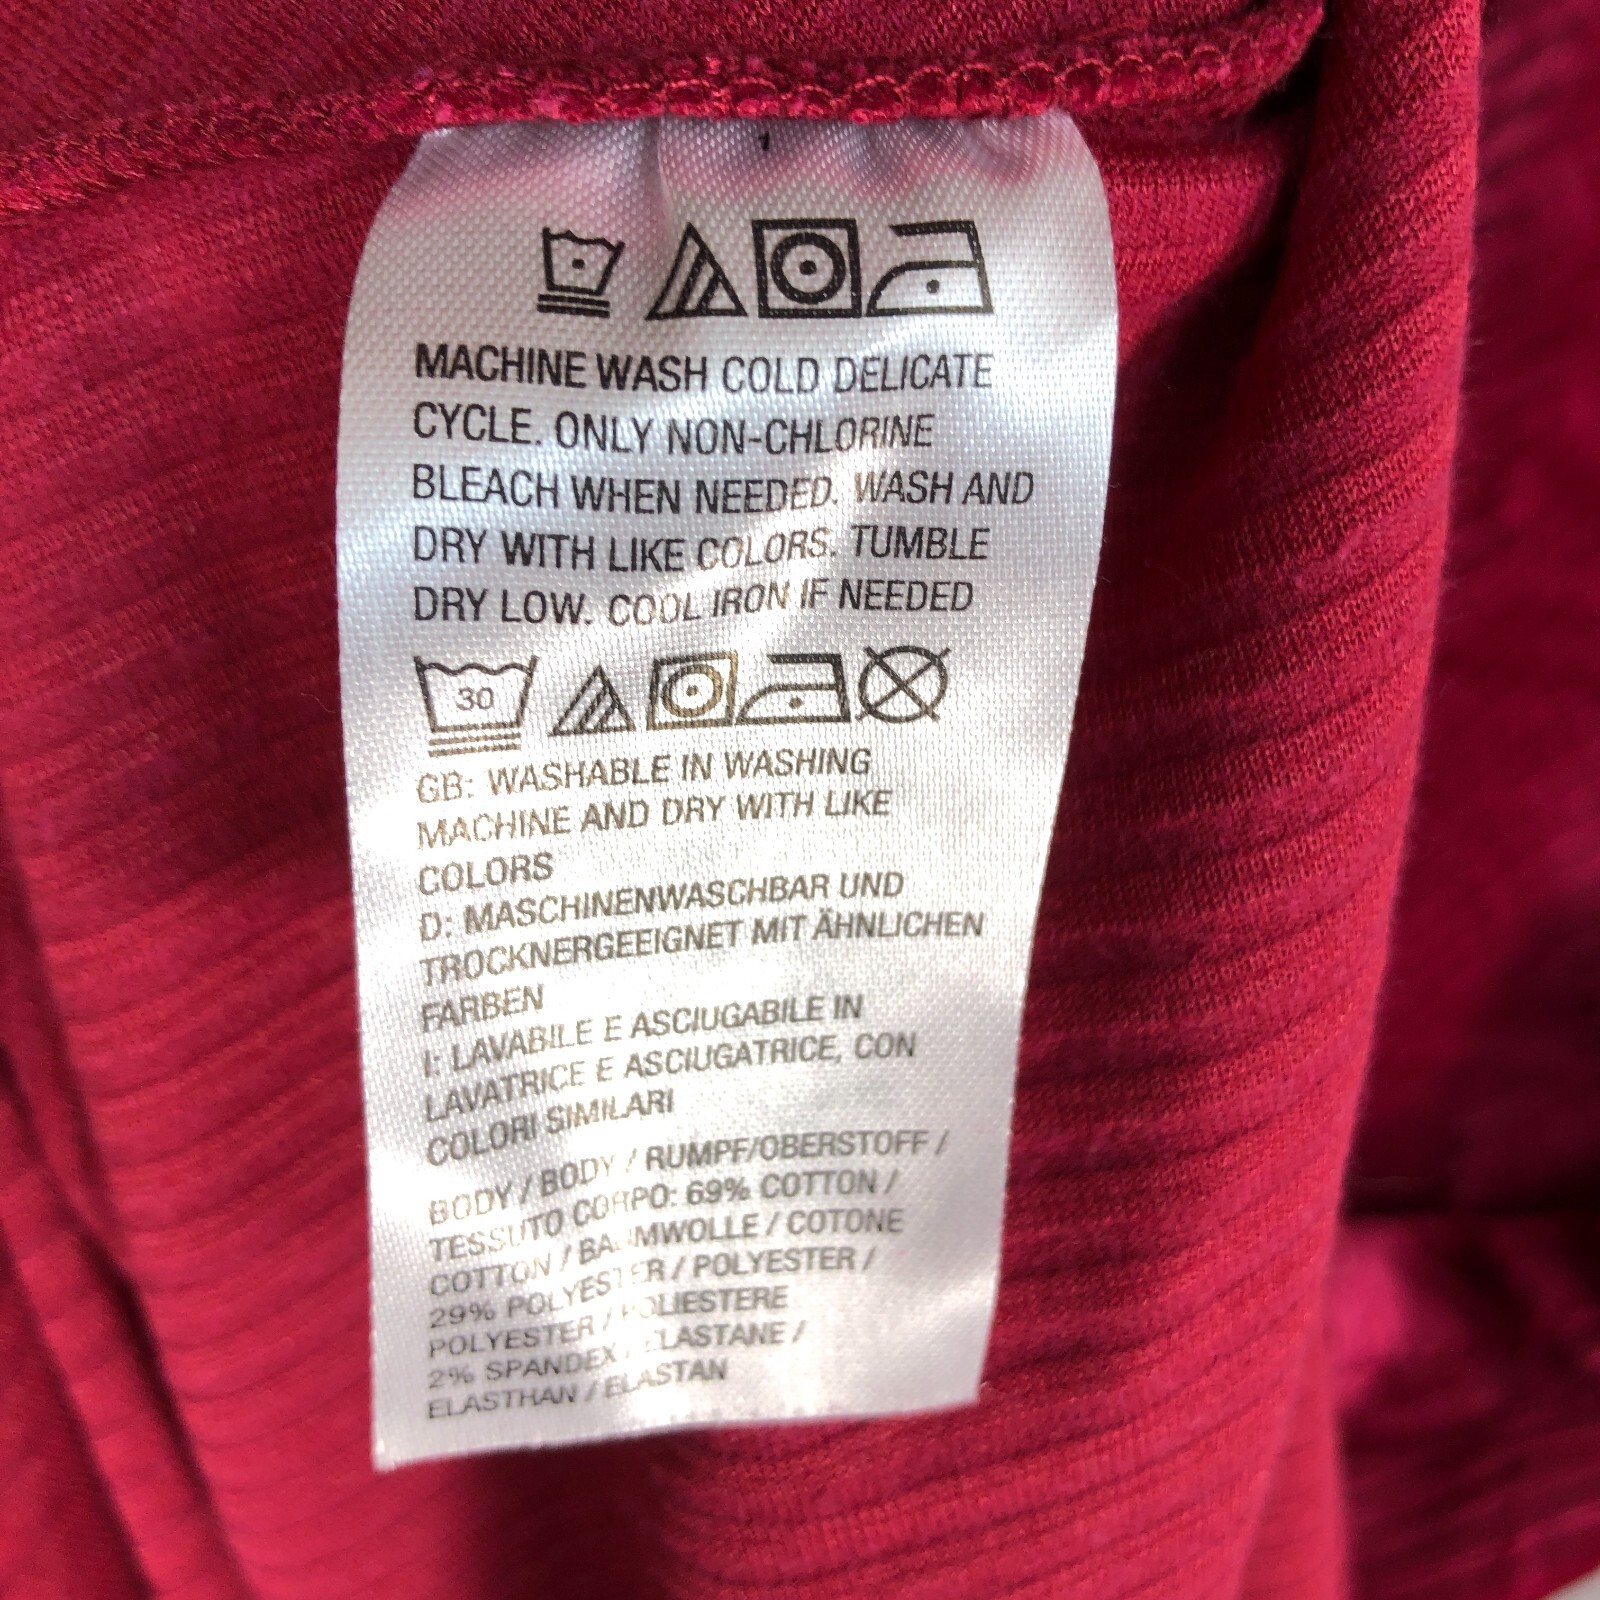 1
MACHINE WASH COLD DELICATE
CYCLE. ONLY NON-CHLORINE
BLEACH WHEN NEEDED. WASH AND
DRY WITH LIKE COLORS. TUMBLE
DRY LOW. COOL IRON IF NEEDED
30
GB: WASHABLE IN WASHING
MACHINE AND DRY WITH LIKE
COLORS
D: MASCHINENWASCHBAR UND
TROCKNERGEEIGNET MIT ÄHNLICHEN
FARBEN
I: LAVABILE E ASCIUGABILE IN
LAVATRICE E ASCIUGATRICE, CON
COLORI SIMILARI
BODY / BODY / RUMPF/OBERSTOFF /
TESSUTO CORPO: 69% COTTON /
COTTON / BAUMWOLLE / COTONE
29% POLYESTER / POLYESTER /
POLYESTER / POLIESTERE
2% SPANDEX / ELASTANE /
ELASTHAN / ELASTAN